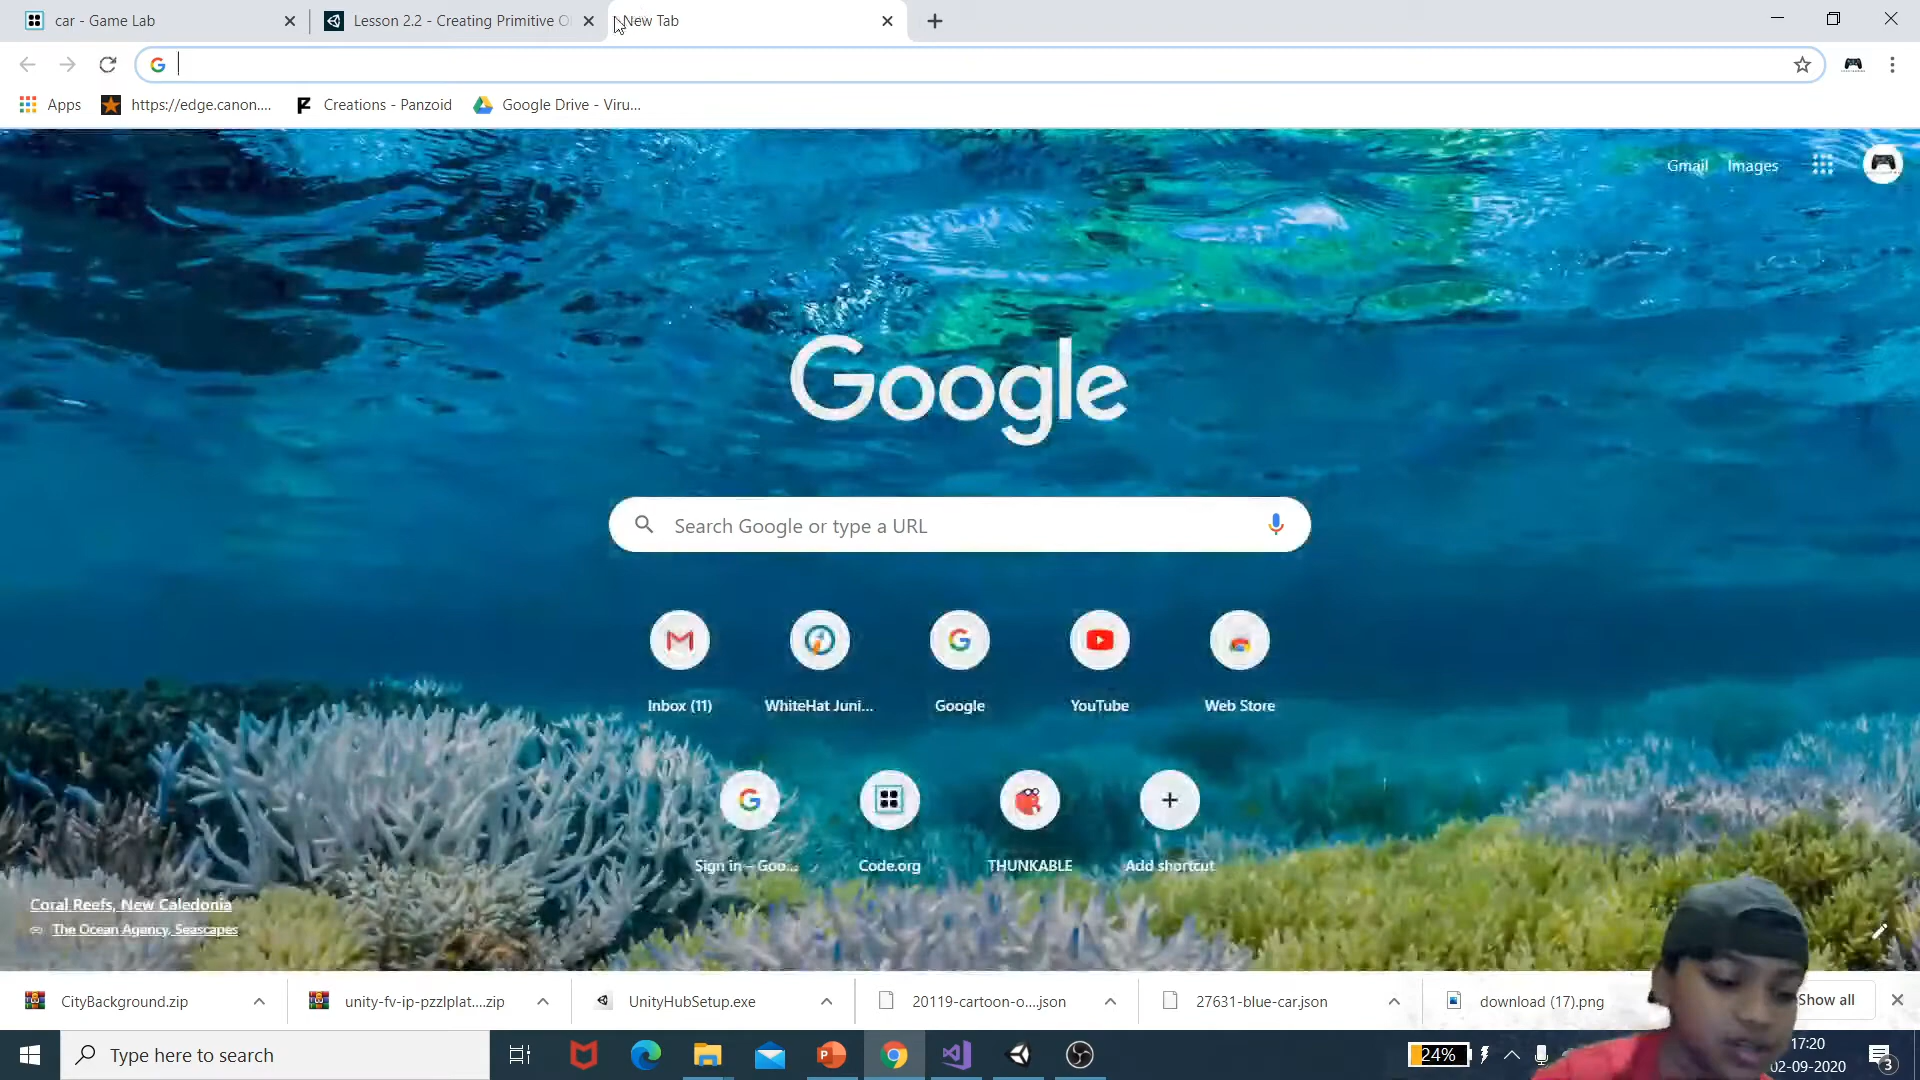 car - Game Lab
Lesson 2.2 - Creating Primitive O
New Tab
Apps
https://edge.canon....
Creations - Panzoid
Google Drive - Viru...
Gmail
Images
Google
Search Google or type a URL
Inbox (11)
WhiteHat Juni...
Google
YouTube
Web Store
Sign in – Goo...
Code.org
THUNKABLE
Add shortcut
Coral Reefs, New Caledonia
The Ocean Agency, Seascapes
CityBackground.zip
unity-fv-ip-pzzlplat....zip
UnityHubSetup.exe
20119-cartoon-o....json
27631-blue-car.json
download (17).png
Show all
Type here to search
24%
17:20
02-09-2020
3